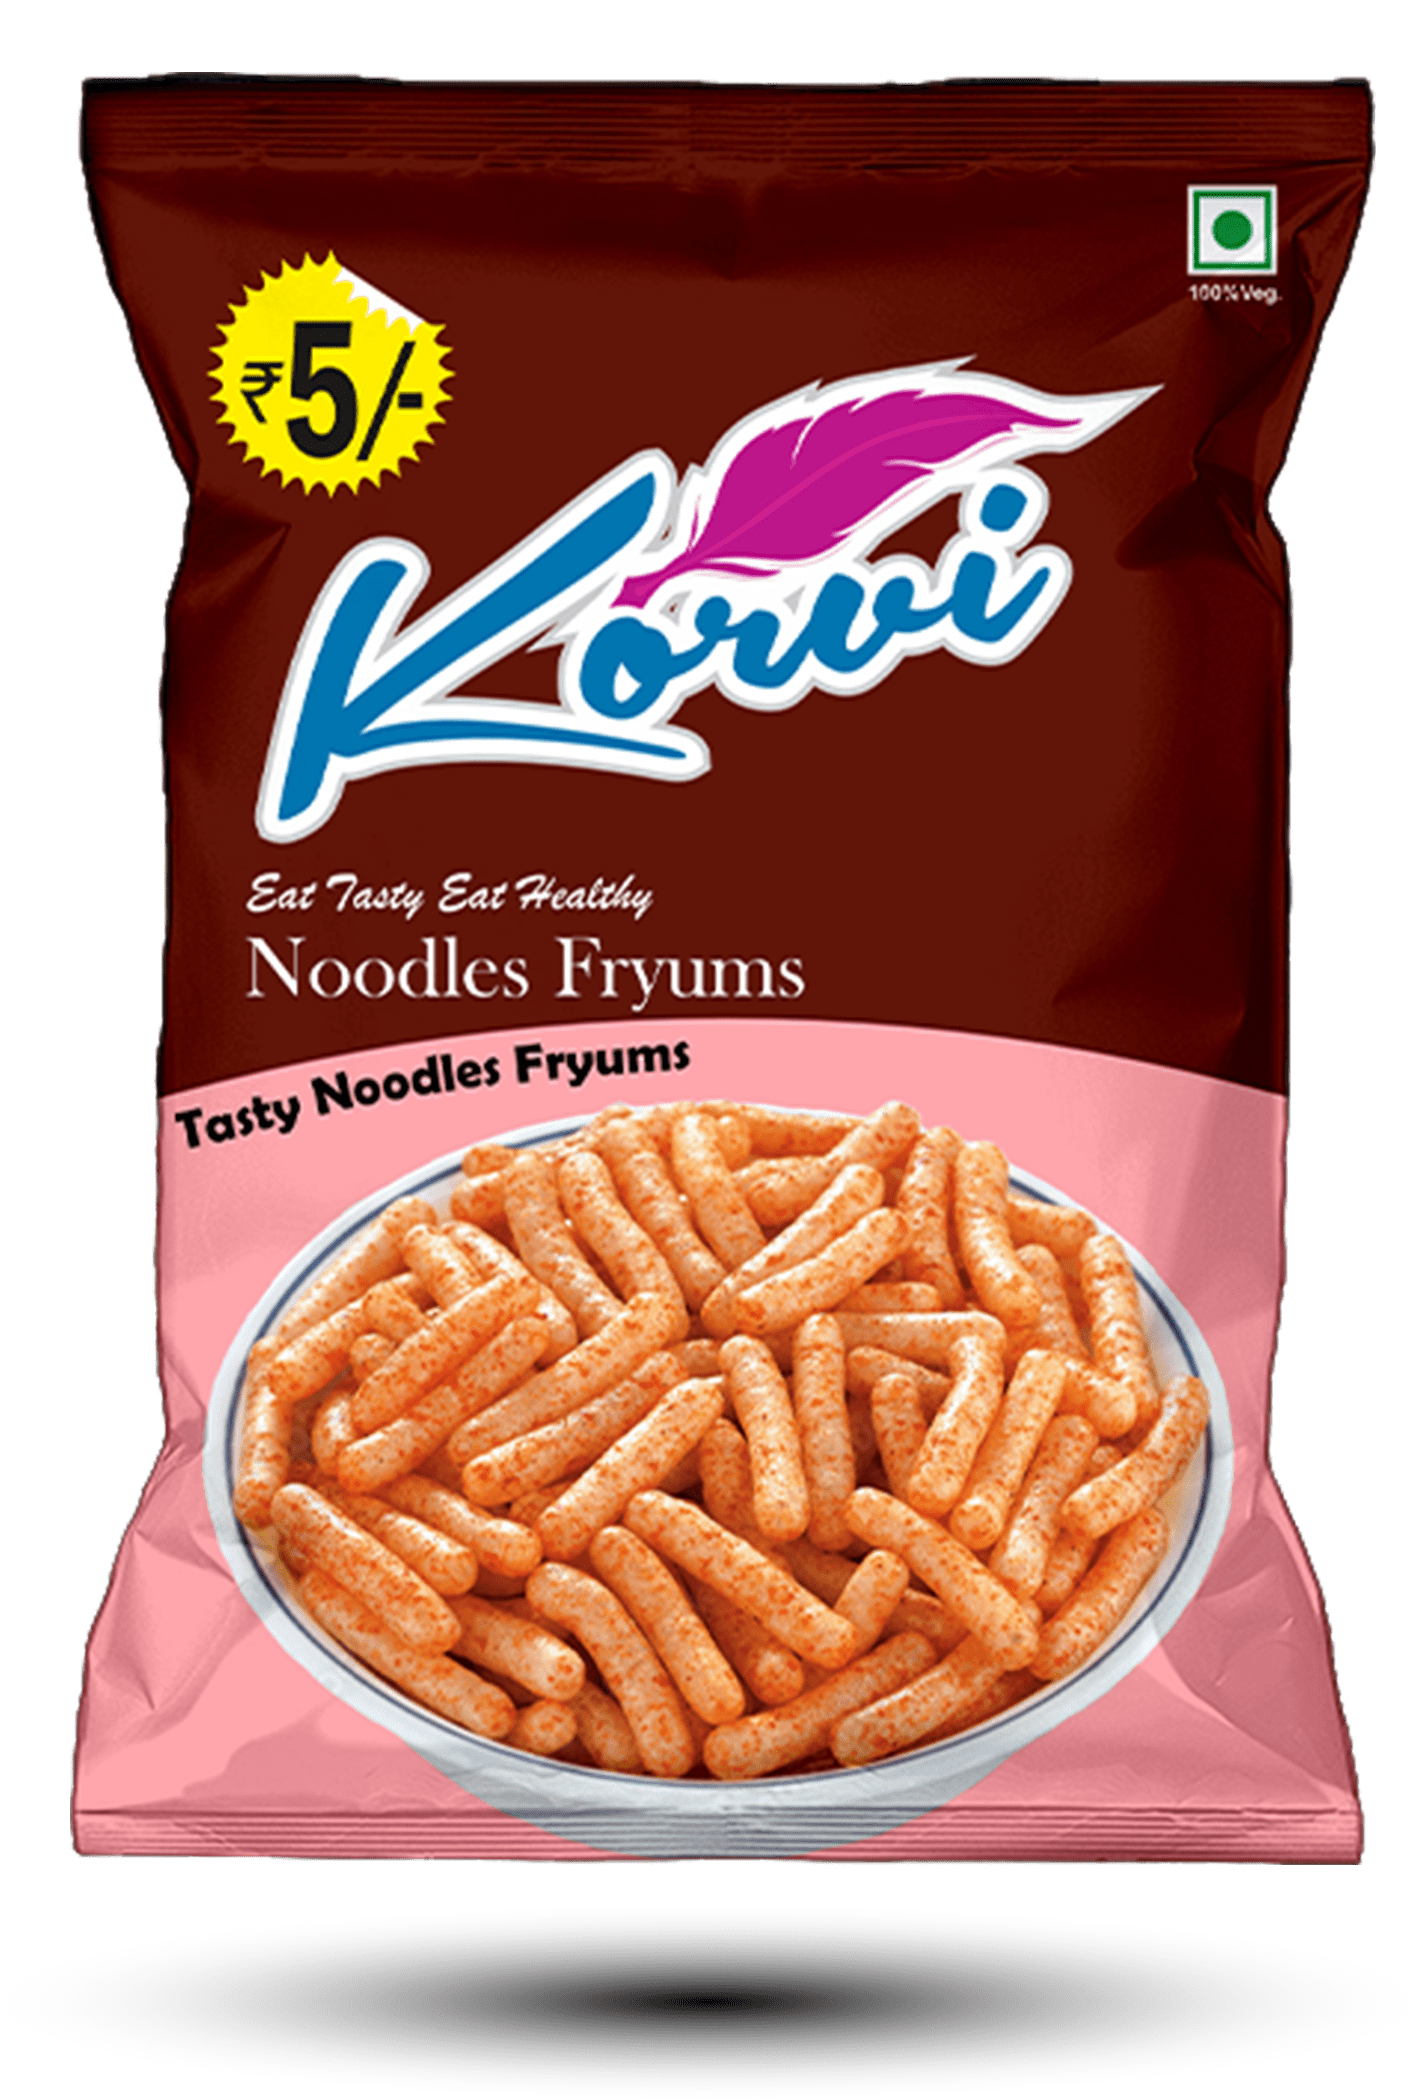 100% Veg.
₹5/-
Korvi
Eat Tasty Eat Healthy
Noodles Fryums
Tasty Noodles Fryums